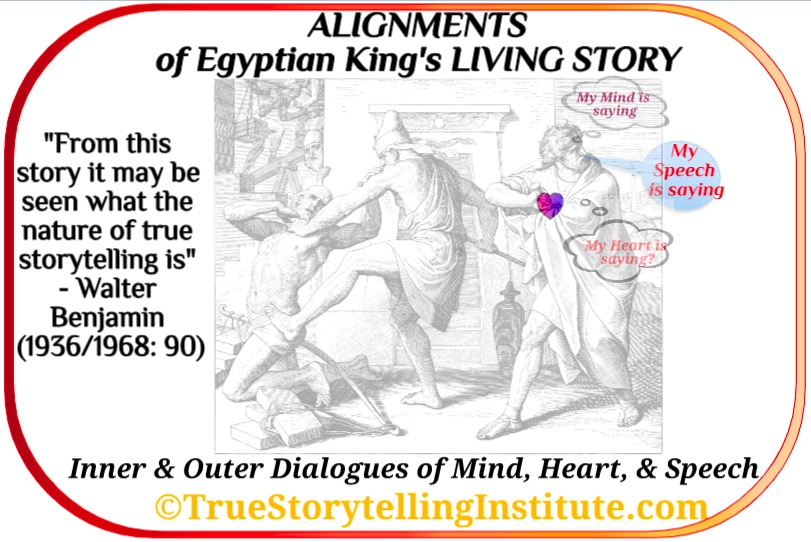 ALIGNMENTS
of Egyptian King's LIVING STORY
"From this
story it may be
seen what the
nature of true
storytelling is"
- Walter
Benjamin
(1936/1968: 90)
My Mind is
saying
My
Speech
is saying
My Heart is
saying?
Inner & Outer Dialogues of Mind, Heart, & Speech
©TrueStorytellingInstitute.com